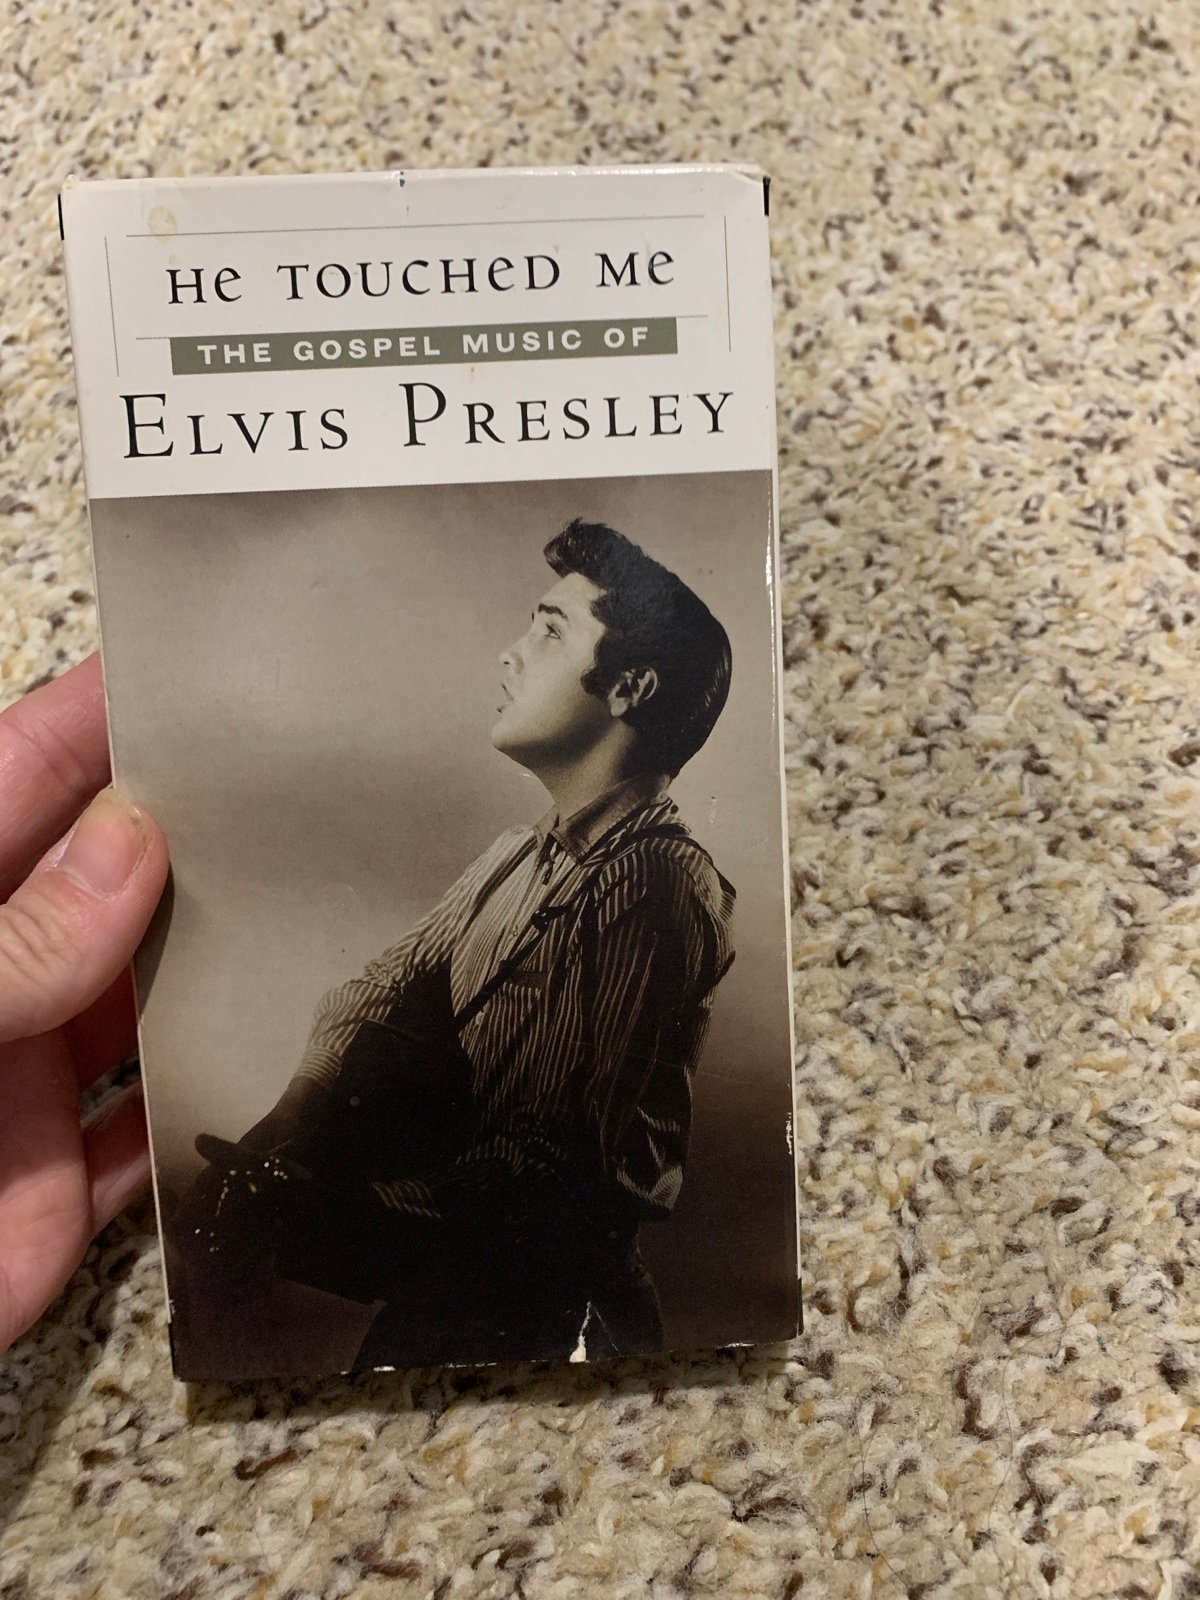 He Touched Me
THE GOSPEL MUSIC OF
Elvis Presley